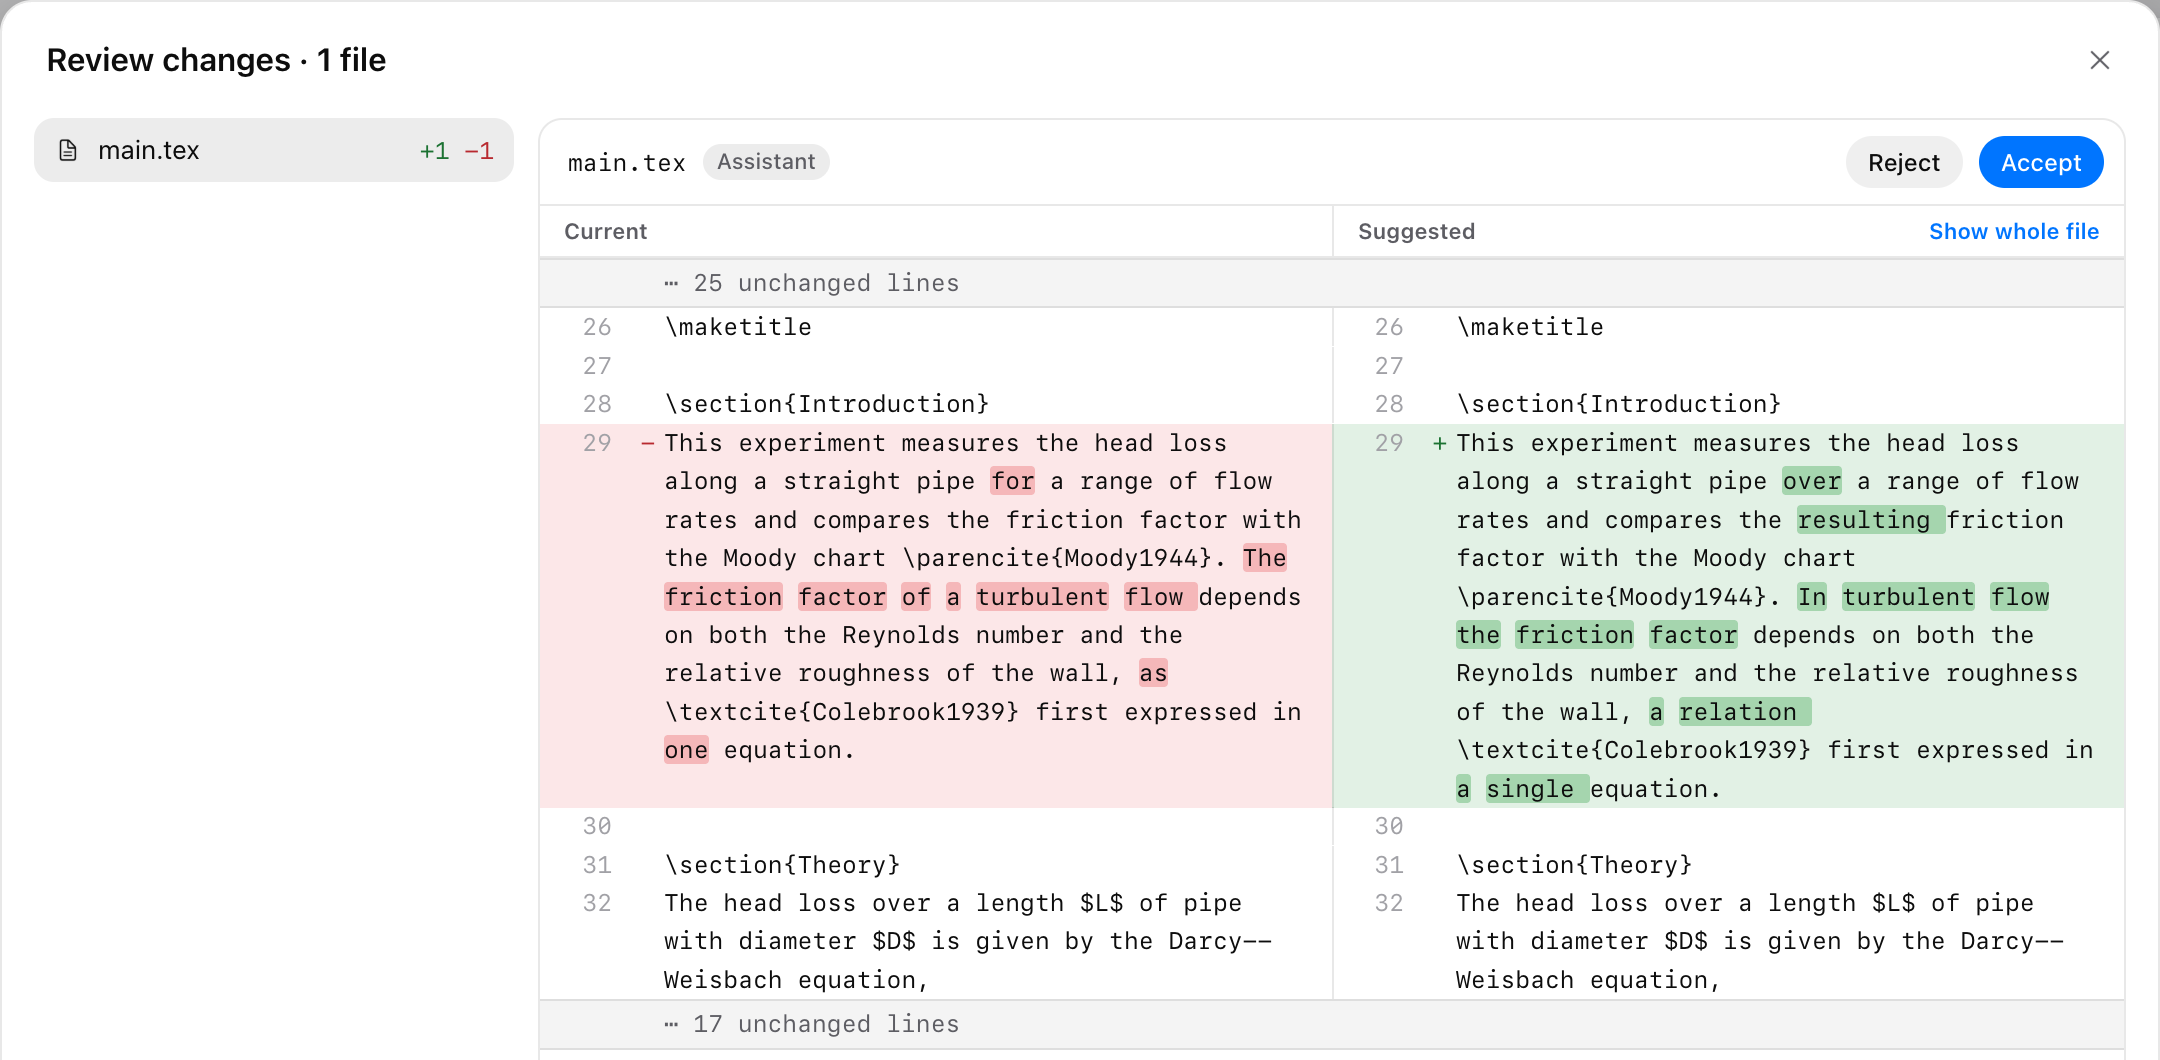 Review changes · 1 file
main.tex +1 −1
main.tex Assistant Reject Accept
Current Suggested Show whole file
⋯ 25 unchanged lines
26 \maketitle
27
28 \section{Introduction}
29 − This experiment measures the head loss
along a straight pipe for a range of flow
rates and compares the friction factor with
the Moody chart \parencite{Moody1944}. The
friction factor of a turbulent flow depends
on both the Reynolds number and the
relative roughness of the wall, as
\textcite{Colebrook1939} first expressed in
one equation.
30
31 \section{Theory}
32 The head loss over a length $L$ of pipe
with diameter $D$ is given by the Darcy--
Weisbach equation,
26 \maketitle
27
28 \section{Introduction}
29 + This experiment measures the head loss
along a straight pipe over a range of flow
rates and compares the resulting friction
factor with the Moody chart
\parencite{Moody1944}. In turbulent flow
the friction factor depends on both the
Reynolds number and the relative roughness
of the wall, a relation
\textcite{Colebrook1939} first expressed in
a single equation.
30
31 \section{Theory}
32 The head loss over a length $L$ of pipe
with diameter $D$ is given by the Darcy--
Weisbach equation,
⋯ 17 unchanged lines